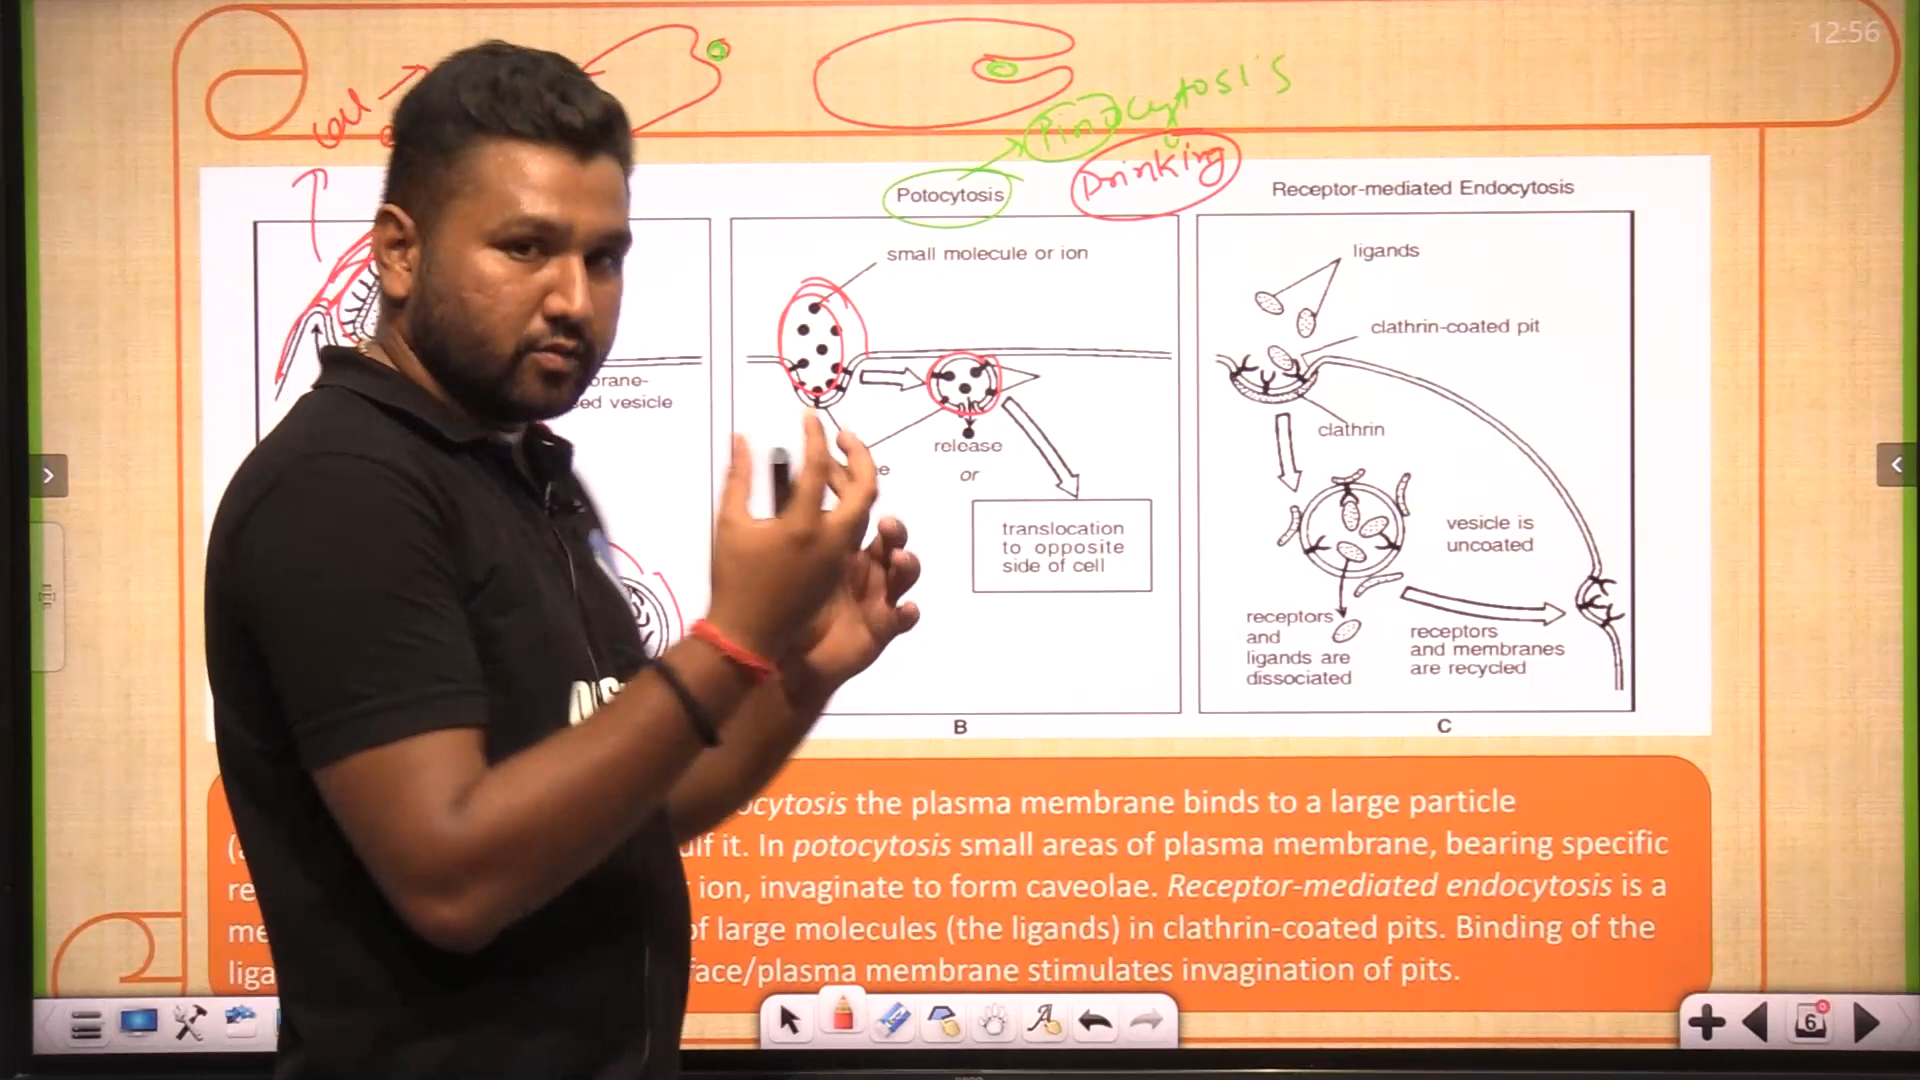 12:56
cell
Pinocytosis
Drinking
Potocytosis
Receptor-mediated Endocytosis
small molecule or ion
ligands
clathrin-coated pit
clathrin
vesicle
release
or
translocation
to opposite
side of cell
vesicle is
uncoated
receptors
and
ligands are
dissociated
receptors
and membranes
are recycled
B
C
the plasma membrane binds to a large particle
it. In potocytosis small areas of plasma membrane, bearing specific
ion, invaginate to form caveolae. Receptor-mediated endocytosis is a
of large molecules (the ligands) in clathrin-coated pits. Binding of the
membrane stimulates invagination of pits.
6